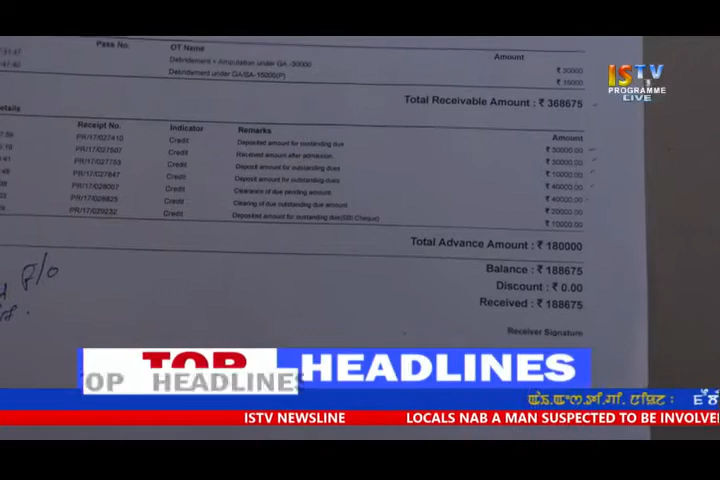 Pass No. OT Name Amount
Debridement + Amputation under GA -30000 ₹ 30000
Debridement under GA/SA-15000(P) ₹ 15000
Total Receivable Amount : ₹ 368675
Receipt No. Indicator Remarks Amount
PR/17/027410 Credit Deposited amount for oustanding due ₹ 30000.00
PR/17/027507 Credit Received amount after admission. ₹ 30000.00
PR/17/027753 Credit Deposit amount for outstanding dues ₹ 10000.00
PR/17/027847 Credit Deposit amount for outstanding dues ₹ 40000.00
PR/17/028007 Credit Clearance of due pending amount. ₹ 40000.00
PR/17/028825 Credit Clearing of due outstanding due amount ₹ 20000.00
PR/17/029232 Credit Deposited amount for oustanding due(SBI Cheque) ₹ 10000.00
Total Advance Amount : ₹ 180000
Balance : ₹ 188675
Discount : ₹ 0.00
Received : ₹ 188675
Receiver Signature
ISTV
PROGRAMME
LIVE
TOP HEADLINES
OP HEADLINES
ISTV NEWSLINE LOCALS NAB A MAN SUSPECTED TO BE INVOLVE